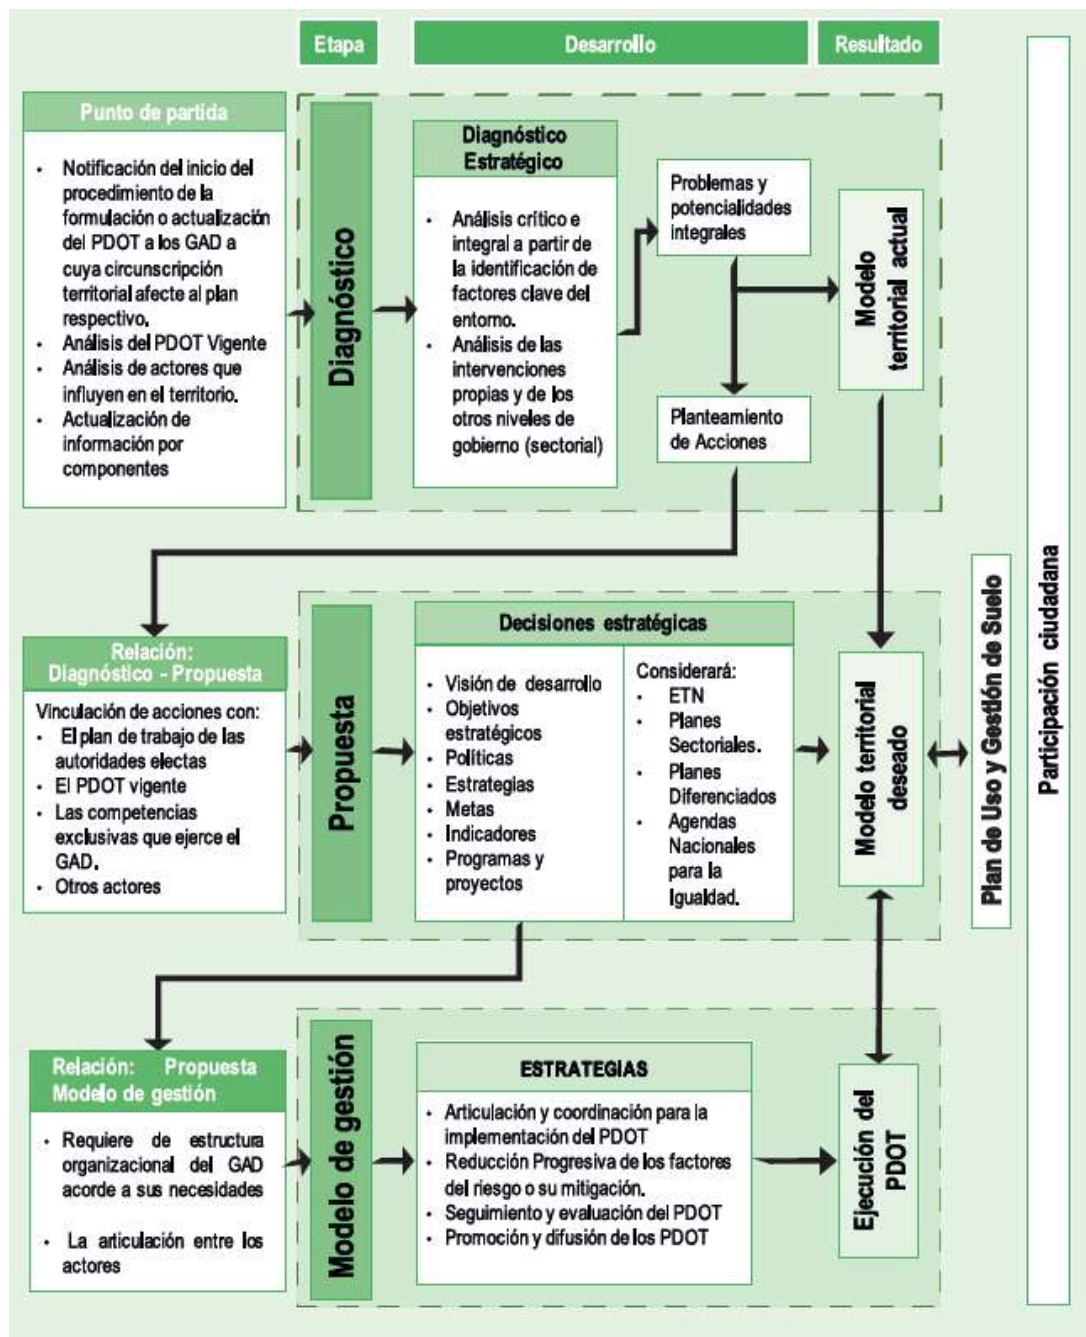 Etapa
Desarrollo
Resultado
Punto de partida
• Notificación del inicio del
procedimiento de la
formulación o actualización
del PDOT a los GAD a
cuya circunscripción
territorial afecte al plan
respectivo.
• Análisis del PDOT Vigente
• Análisis de actores que
influyen en el territorio.
• Actualización de
información por
componentes
Diagnóstico
Diagnóstico
Estratégico
• Análisis crítico e
integral a partir de
la identificación de
factores clave del
entorno.
• Análisis de las
intervenciones
propias y de los
otros niveles de
gobierno (sectorial)
Problemas y
potencialidades
integrales
Planteamiento
de Acciones
Modelo
territorial actual
Relación:
Diagnóstico - Propuesta
Vinculación de acciones con:
• El plan de trabajo de las
autoridades electas
• El PDOT vigente
• Las competencias
exclusivas que ejerce el
GAD.
• Otros actores
Propuesta
Decisiones estratégicas
• Visión de desarrollo
• Objetivos
estratégicos
• Políticas
• Estrategias
• Metas
• Indicadores
• Programas y
proyectos
Considerará:
• ETN
• Planes
Sectoriales.
• Planes
Diferenciados
• Agendas
Nacionales
para la
Igualdad.
Modelo territorial
deseado
Plan de Uso y Gestión de Suelo
Participación ciudadana
Relación: Propuesta
Modelo de gestión
• Requiere de estructura
organizacional del GAD
acorde a sus necesidades
• La articulación entre los
actores
Modelo de gestión
ESTRATEGIAS
• Articulación y coordinación para la
implementación del PDOT
• Reducción Progresiva de los factores
del riesgo o su mitigación.
• Seguimiento y evaluación del PDOT
• Promoción y difusión de los PDOT
Ejecución del
PDOT